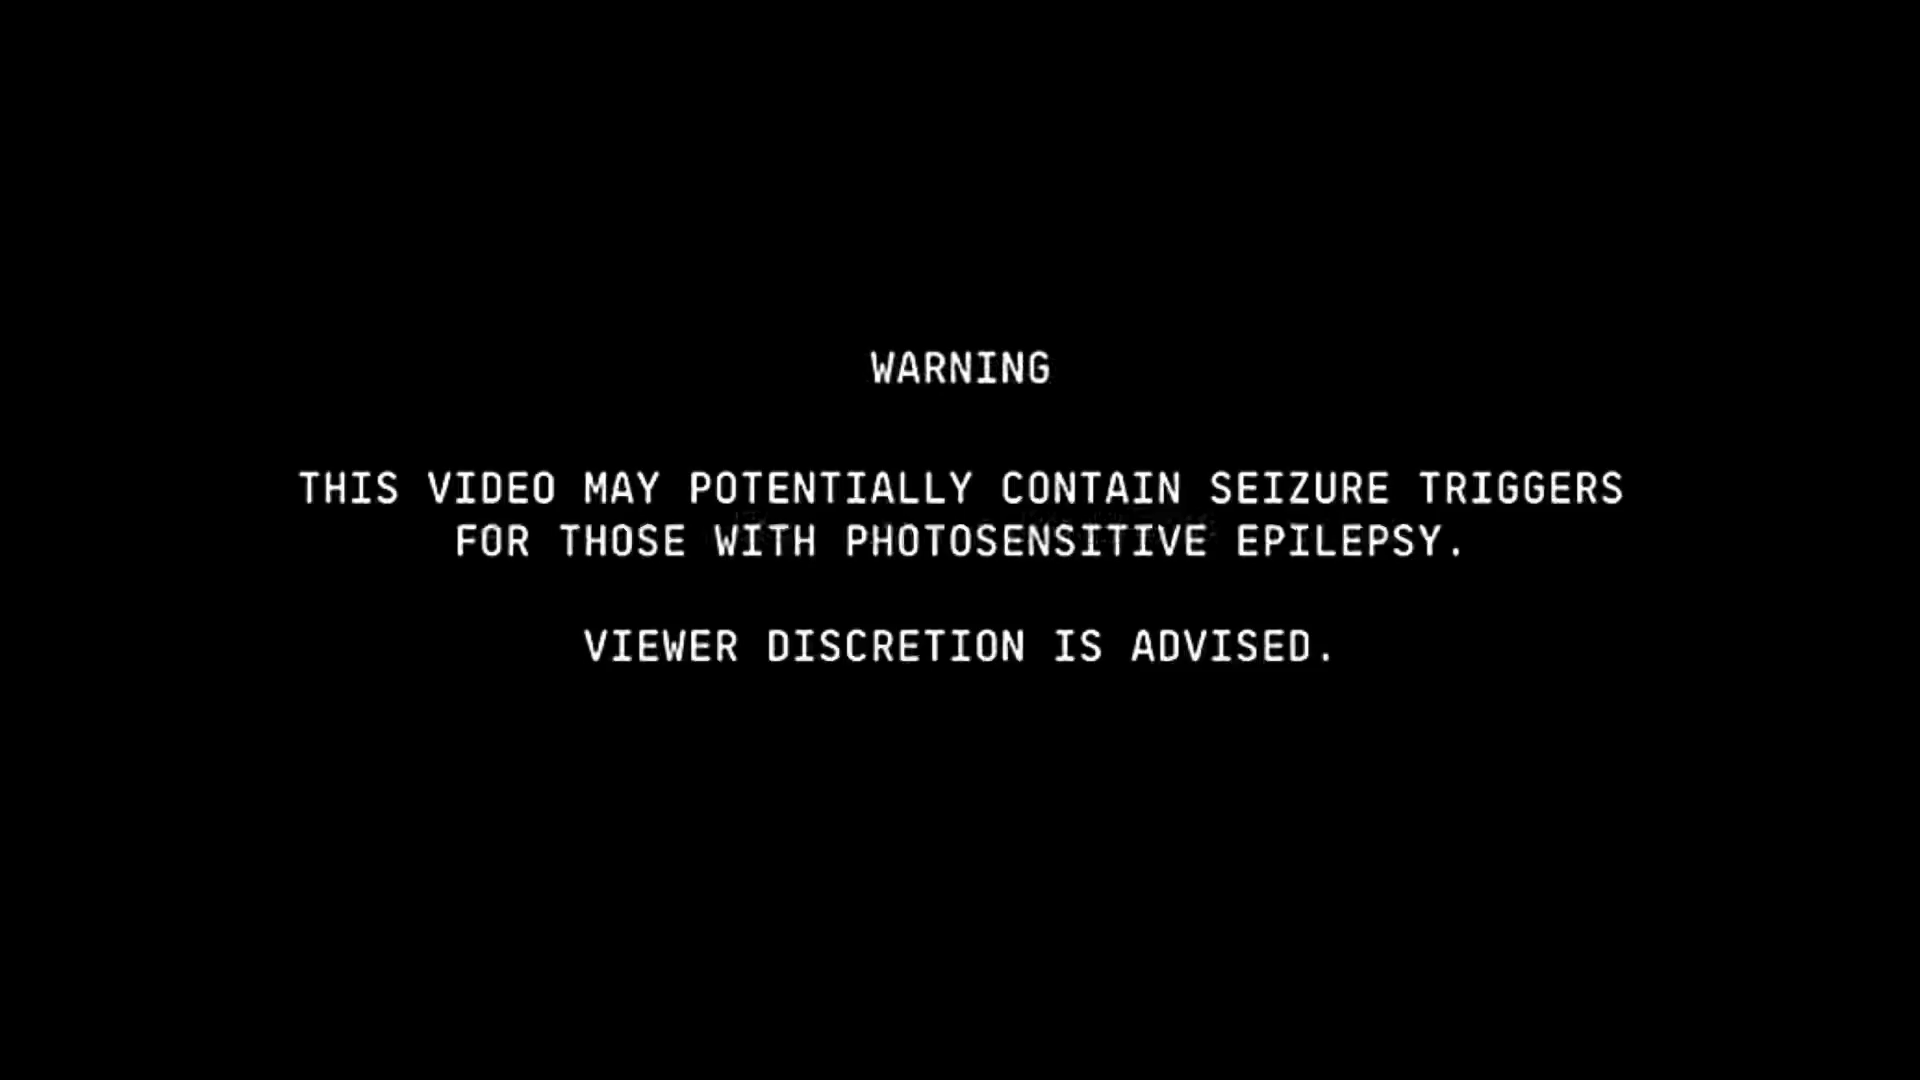 WARNING
THIS VIDEO MAY POTENTIALLY CONTAIN SEIZURE TRIGGERS
FOR THOSE WITH PHOTOSENSITIVE EPILEPSY.
VIEWER DISCRETION IS ADVISED.